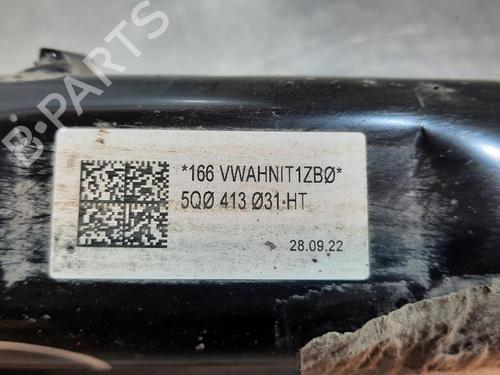 B-PARTS
*166 VWAHNIT1ZBØ*
5QØ 413 Ø31·HT
28.09.22